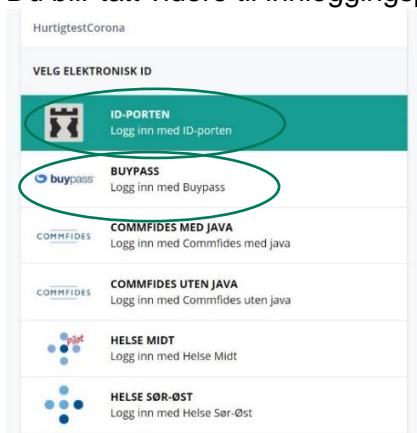 HurtigtestCorona
VELG ELEKTRONISK ID
ID-PORTEN
Logg inn med ID-porten
buypass
BUYPASS
Logg inn med Buypass
COMMFIDES
COMMFIDES MED JAVA
Logg inn med Commfides med java
COMMFIDES
COMMFIDES UTEN JAVA
Logg inn med Commfides uten java
Pilot
HELSE MIDT
Logg inn med Helse Midt
HELSE SØR-ØST
Logg inn med Helse Sør-Øst